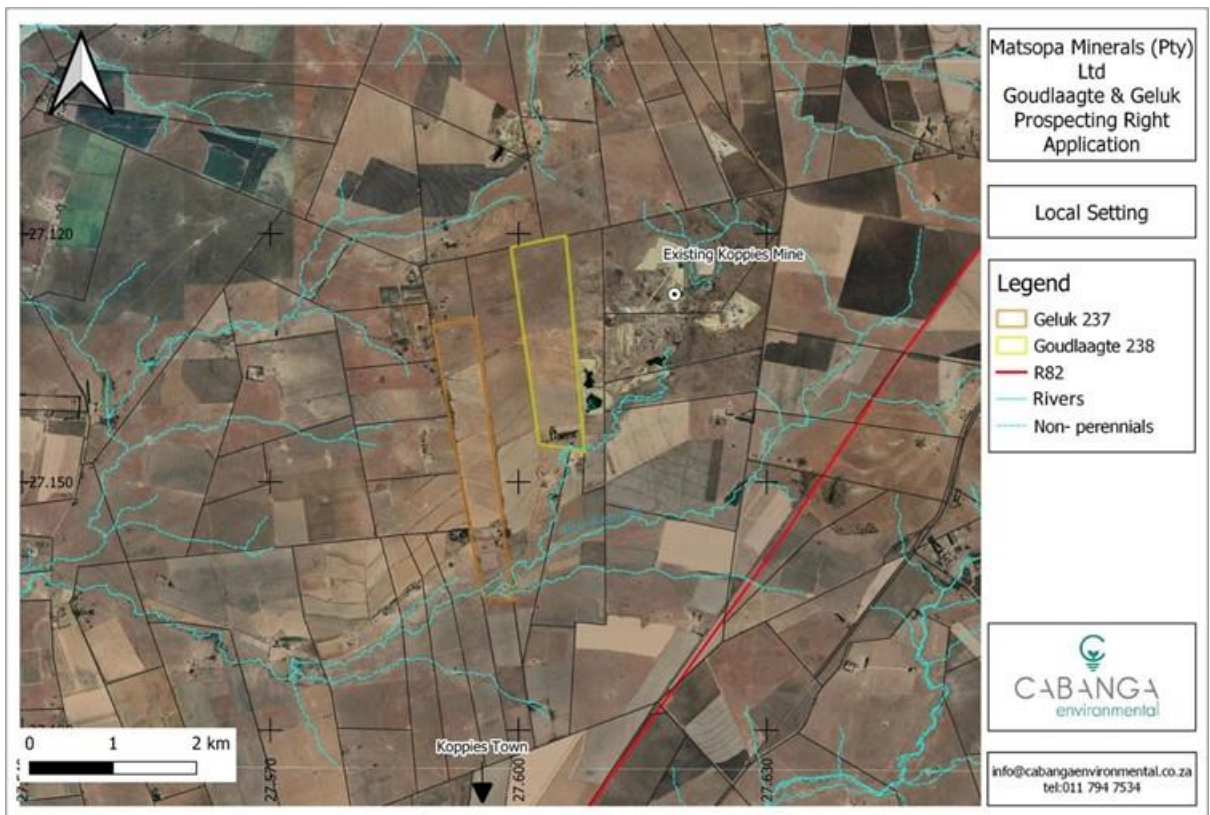 Matsopa Minerals (Pty)
Ltd
Goudlaagte & Geluk
Prospecting Right
Application
Local Setting
Legend
Geluk 237
Goudlaagte 238
R82
Rivers
Non- perennials
CABANGA
environmental
info@cabangaenvironmental.co.za
tel:011 794 7534
27.120
Existing Koppies Mine
27.150
0 1 2 km
Koppies Town
27.570
27.600
27.630